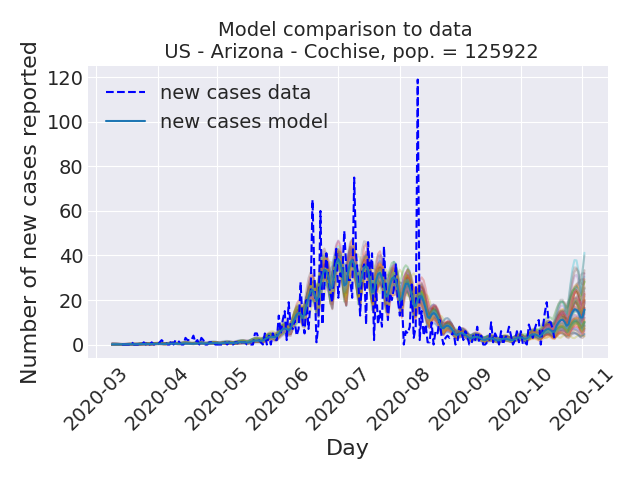 Model comparison to data
US - Arizona - Cochise, pop. = 125922
Number of new cases reported
120
100
80
60
40
20
0
new cases data
new cases model
2020-03
2020-04
2020-05
2020-06
2020-07
2020-08
2020-09
2020-10
2020-11
Day